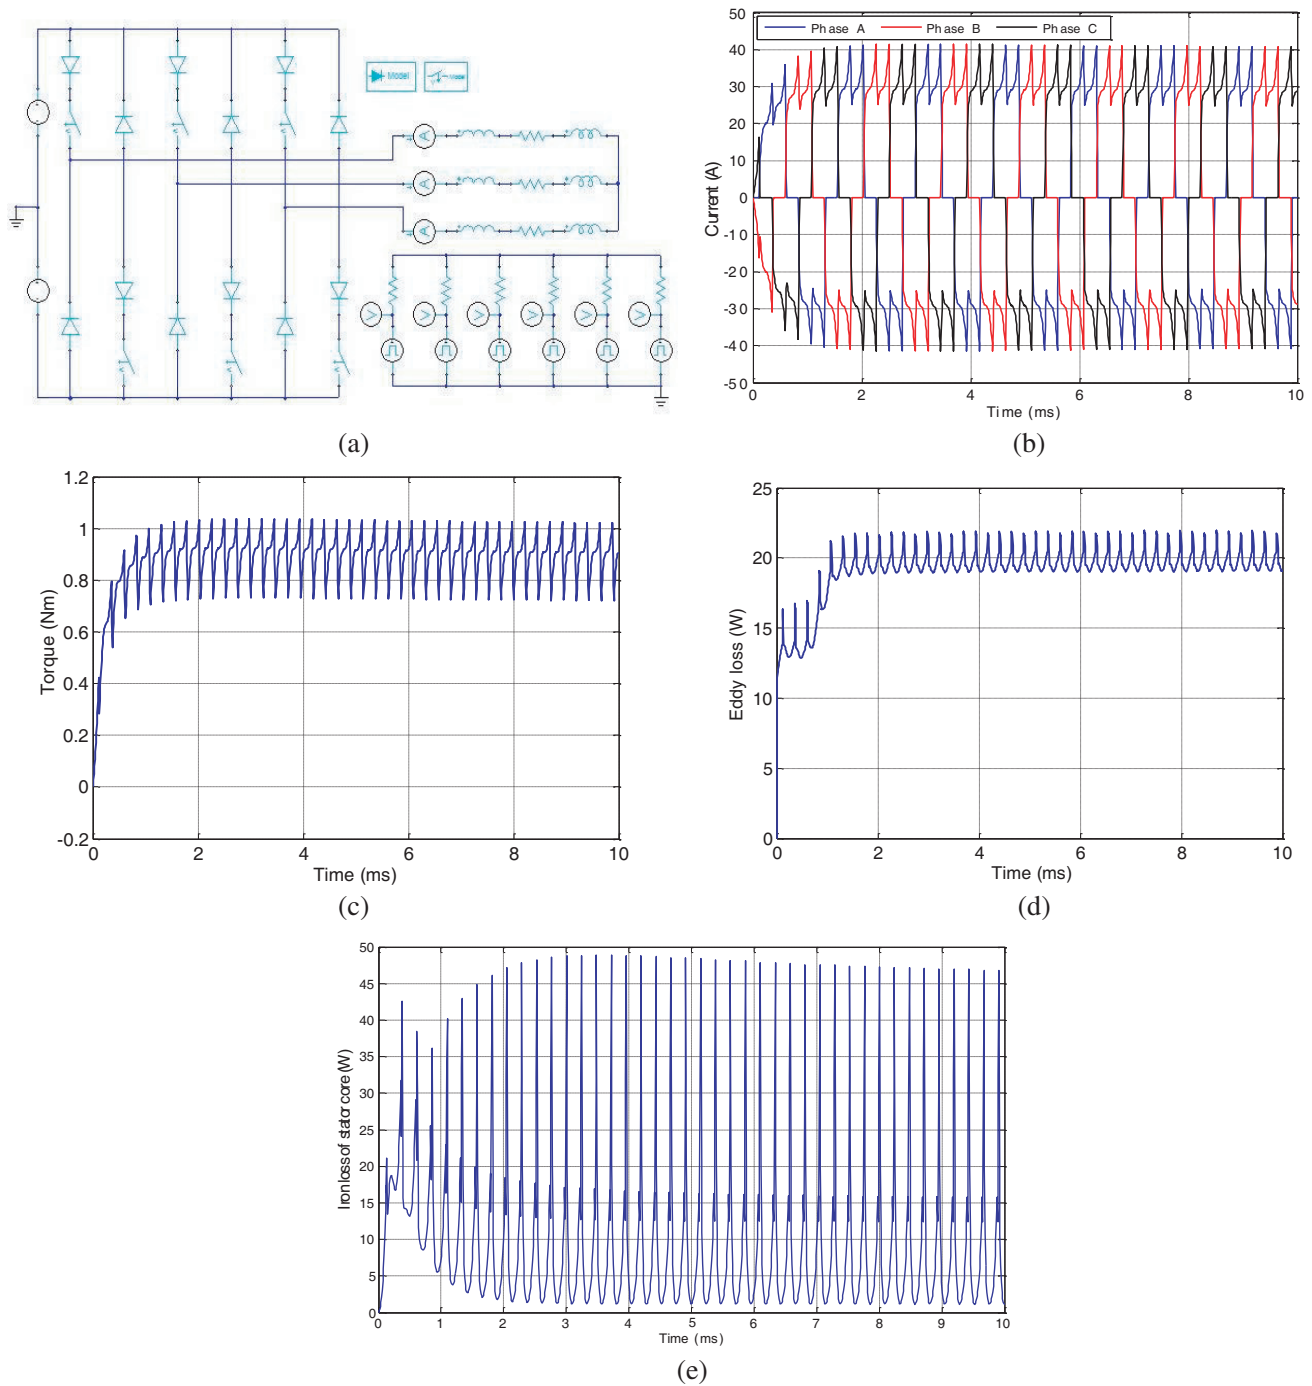 Model
Model
(a)
Phase A Phase B Phase C
50
40
30
20
10
0
-10
-20
-30
-40
-50
Current (A)
0 2 4 6 8 10
Time (ms)
(b)
1.2
1
0.8
0.6
0.4
0.2
0
-0.2
Torque (Nm)
0 2 4 6 8 10
Time (ms)
(c)
25
20
15
10
5
0
Eddy loss (W)
0 2 4 6 8 10
Time (ms)
(d)
50
45
40
35
30
25
20
15
10
5
0
Iron loss of stator core (W)
0 1 2 3 4 5 6 7 8 9 10
Time (ms)
(e)